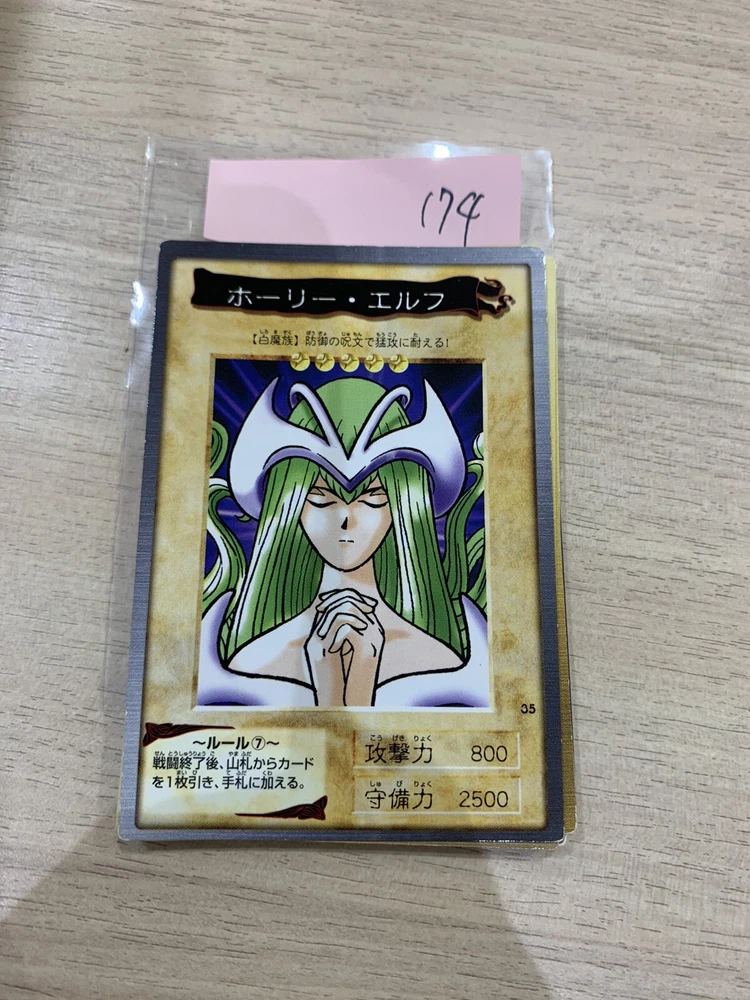 174
ホーリー・エルフ
【白魔族】防御の呪文で猛攻に耐える!
35
~ルール⑦~
戦闘終了後、山札からカード
を1枚引き、手札に加える。
攻撃力 800
守備力 2500